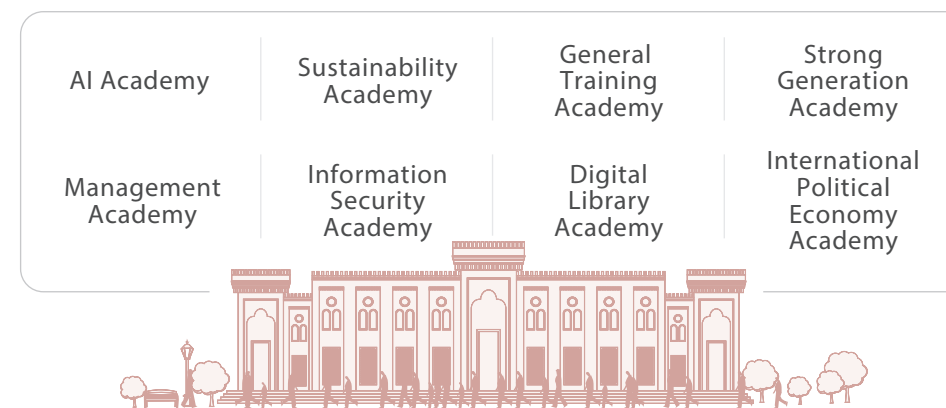 AI Academy
Sustainability
Academy
General
Training
Academy
Strong
Generation
Academy
Management
Academy
Information
Security
Academy
Digital
Library
Academy
International
Political
Economy
Academy